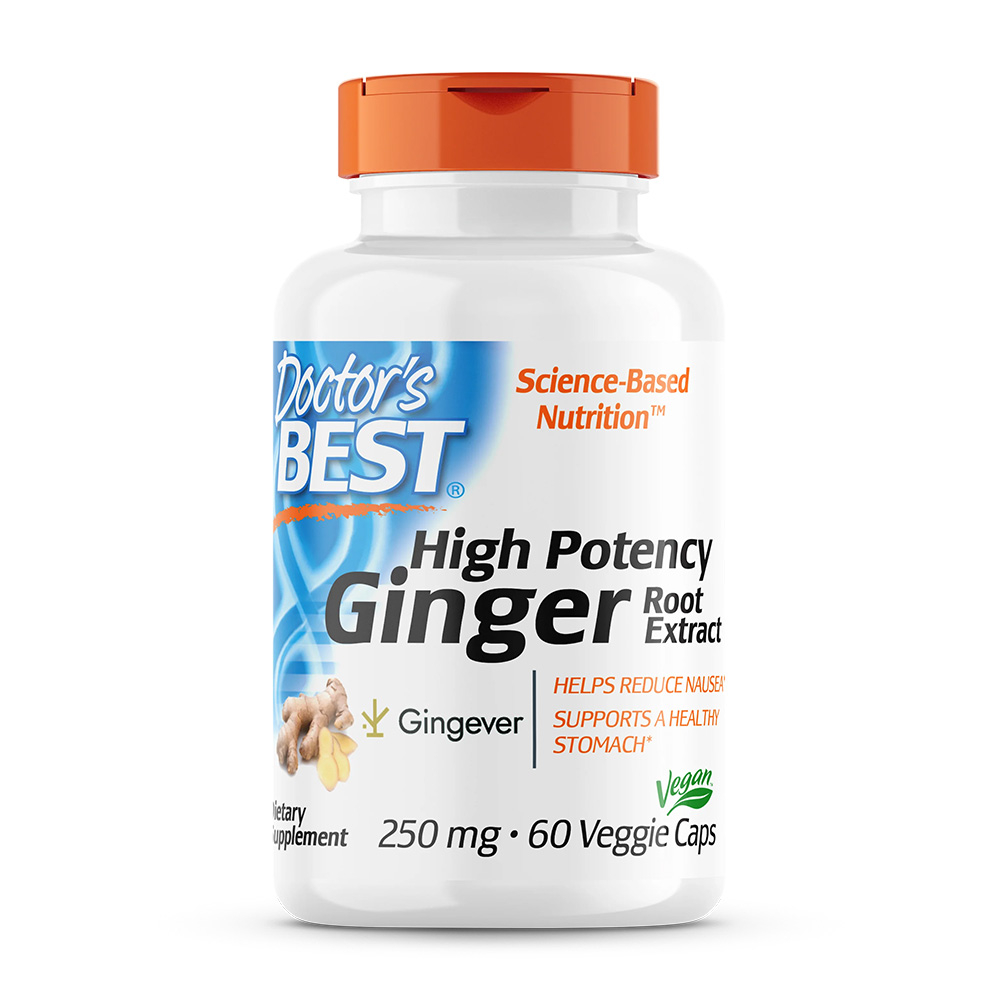 Doctor's
BEST®
Science-Based
Nutrition™
High Potency
Ginger Root
Extract
Gingever
HELPS REDUCE NAUSEA*
SUPPORTS A HEALTHY
STOMACH*
Vegan™
Dietary
Supplement
250 mg • 60 Veggie Caps